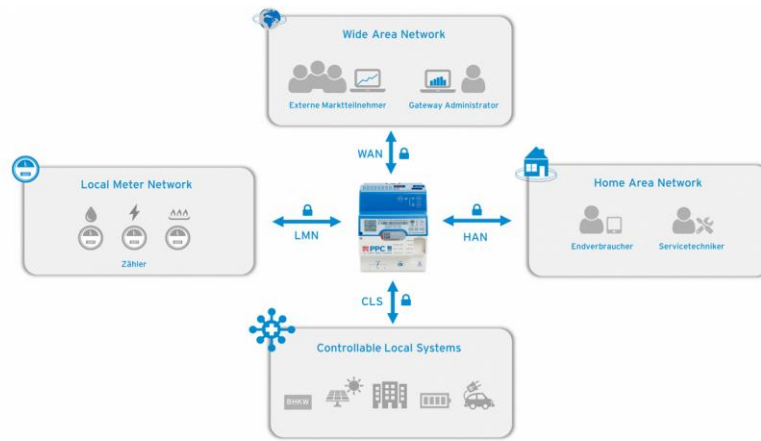 Wide Area Network
Externe Marktteilnehmer
Gateway Administrator
WAN
Local Meter Network
Zähler
LMN
PPC
HAN
Home Area Network
Endverbraucher
Servicetechniker
CLS
Controllable Local Systems
BHKW